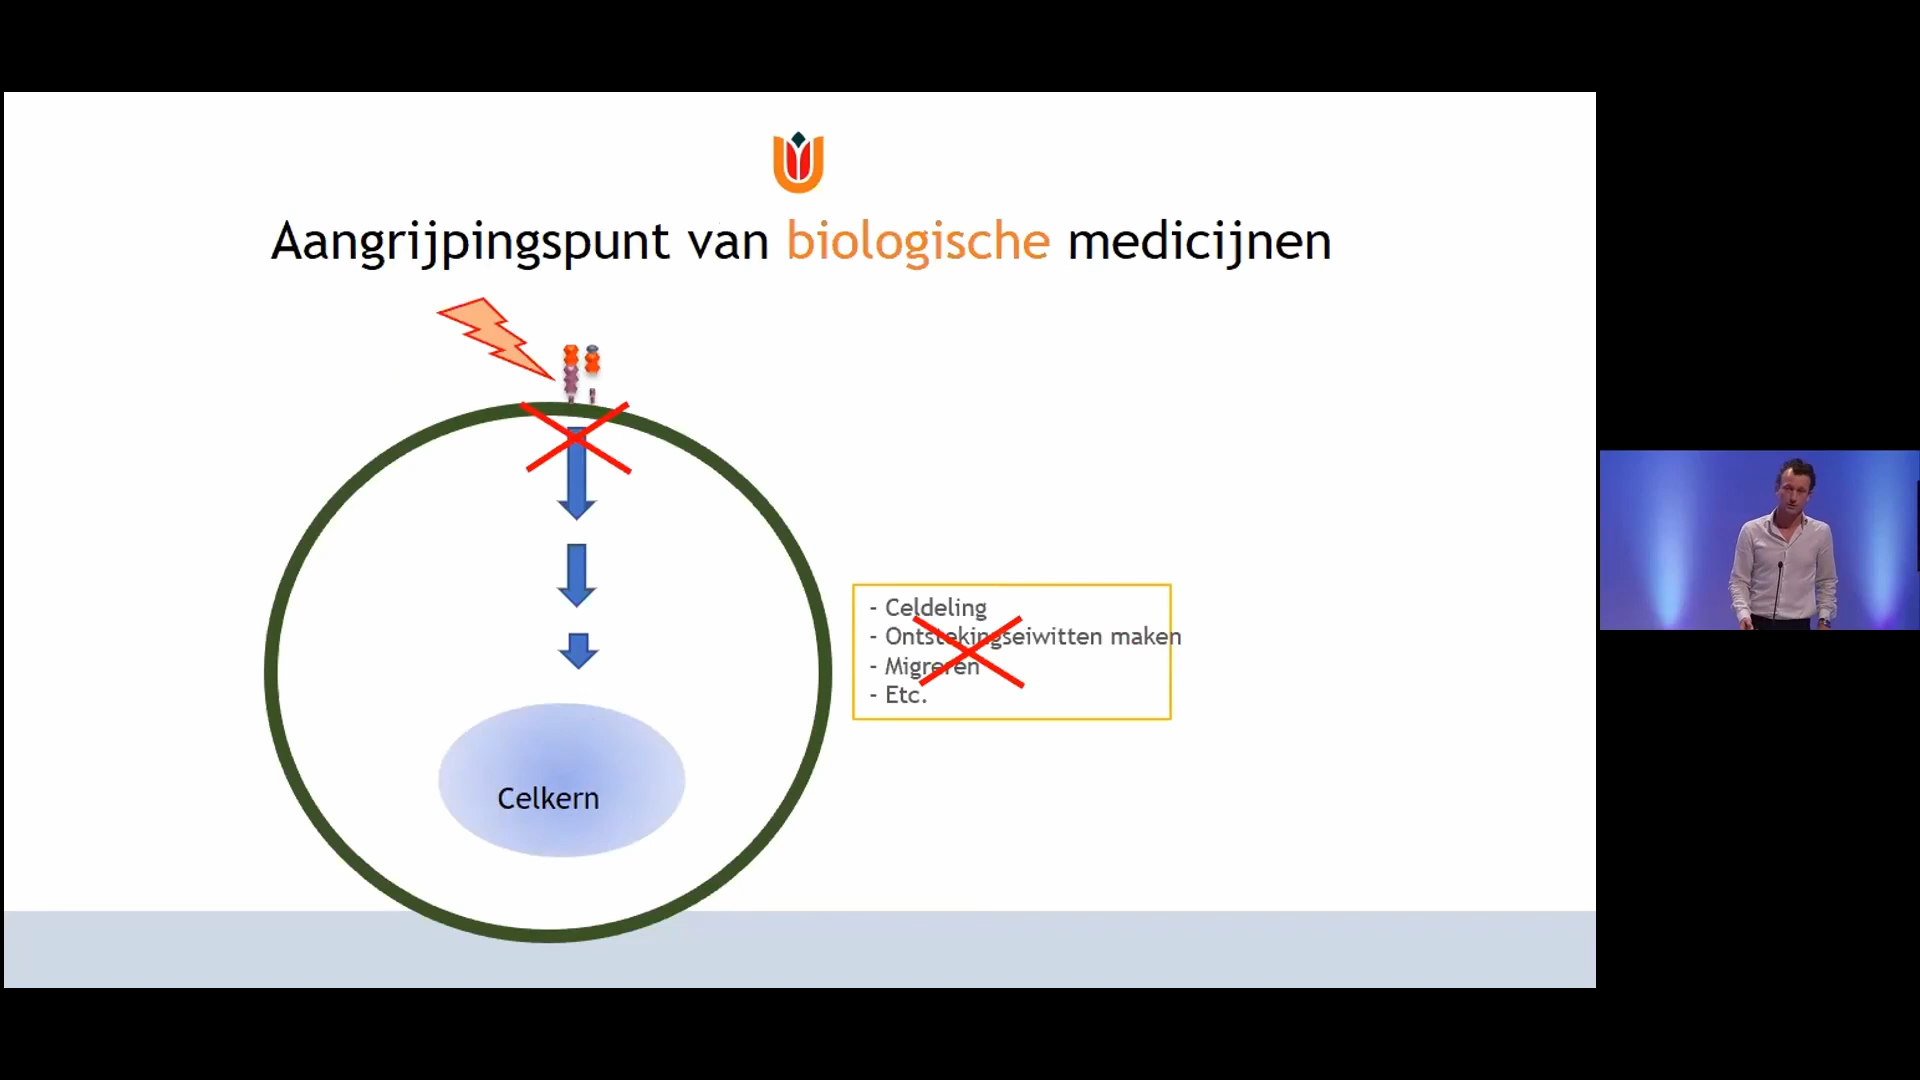 Aangrijpingspunt van biologische medicijnen
- Celdeling
- Ontstekingseiwitten maken
- Migreren
- Etc.
Celkern